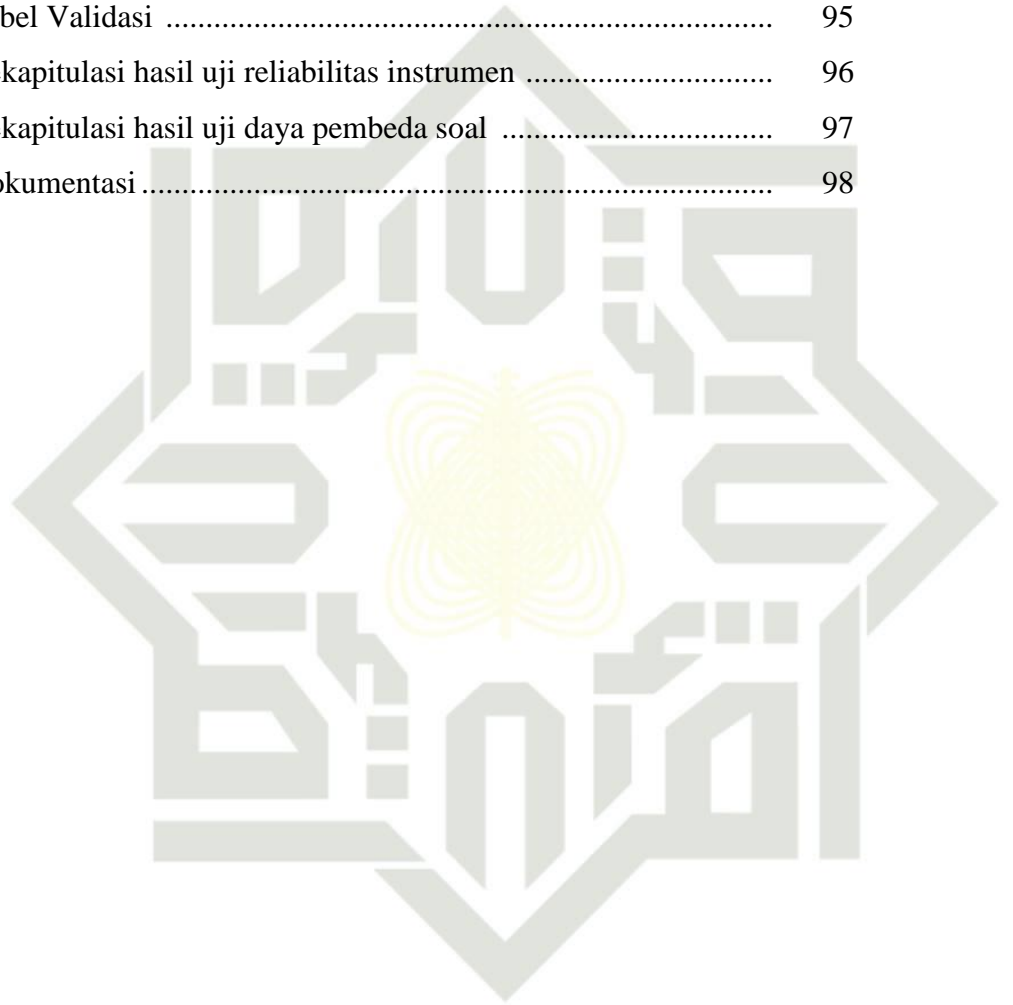 bel Validasi ........................................................................... 95
kapitulasi hasil uji reliabilitas instrumen ............................... 96
kapitulasi hasil uji daya pembeda soal .................................. 97
okumentasi ............................................................................... 98